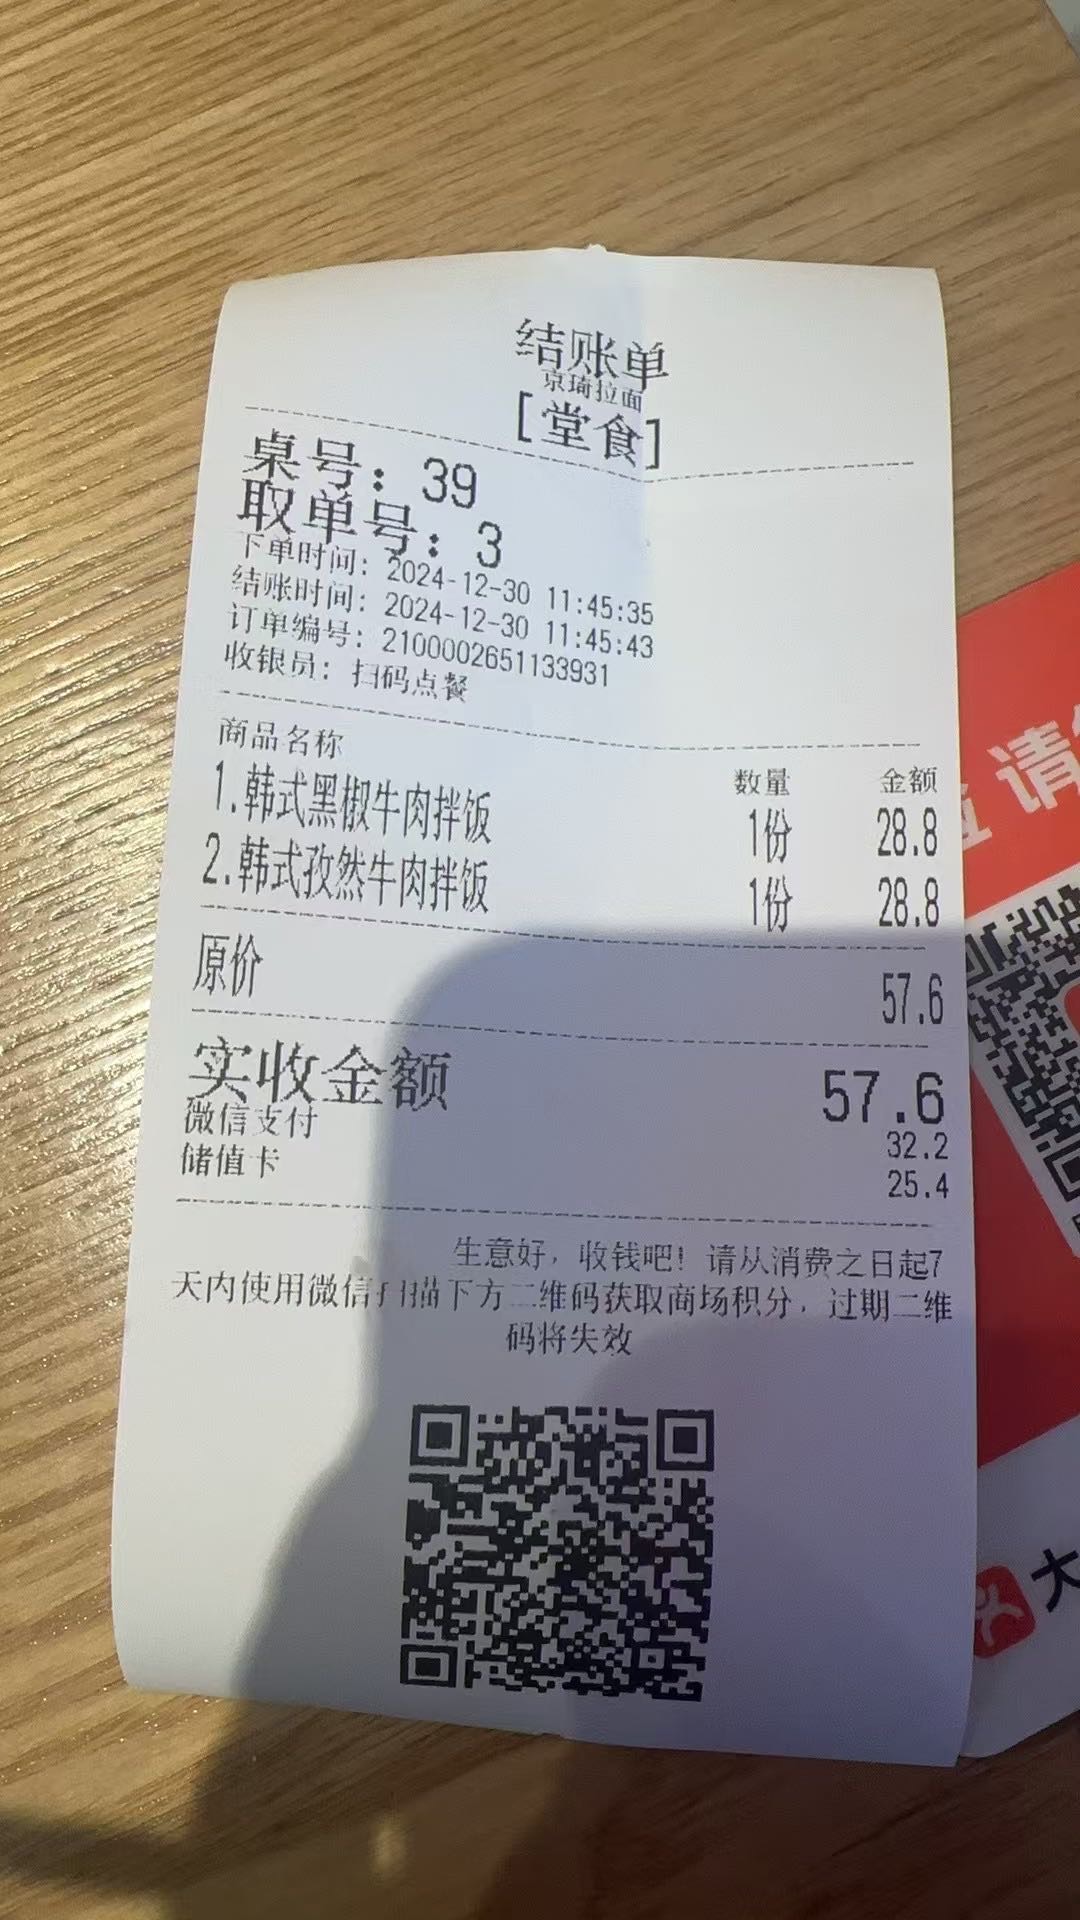 结账单
京琦拉面
[堂食]
桌号：39
取单号：3
下单时间：2024-12-30 11:45:35
结账时间：2024-12-30 11:45:43
订单编号：2100002651133931
收银员：扫码点餐
商品名称 数量 金额
1.韩式黑椒牛肉拌饭 1份 28.8
2.韩式孜然牛肉拌饭 1份 28.8
原价 57.6
实收金额 57.6
微信支付 32.2
储值卡 25.4
生意好，收钱吧！请从消费之日起7
天内使用微信扫描下方二维码获取商场积分，过期二维
码将失效
请
大